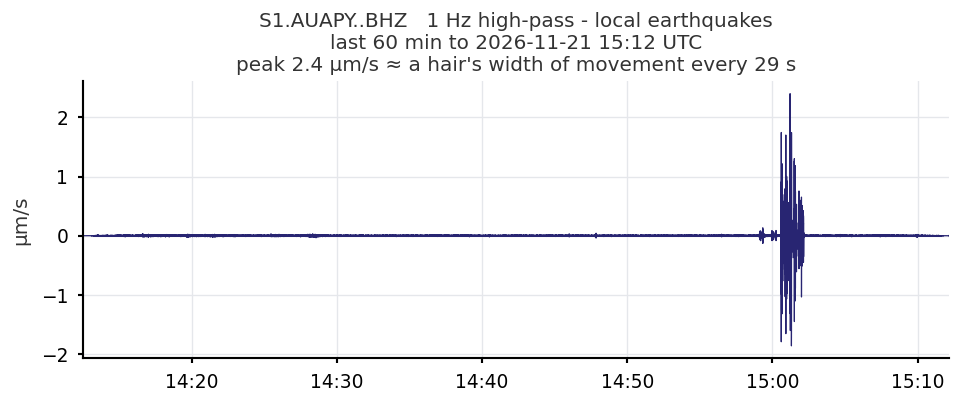 S1.AUAPY..BHZ   1 Hz high-pass - local earthquakes
last 60 min to 2026-11-21 15:12 UTC
peak 2.4 µm/s ≈ a hair's width of movement every 29 s
µm/s
2
1
0
−1
−2
14:20
14:30
14:40
14:50
15:00
15:10